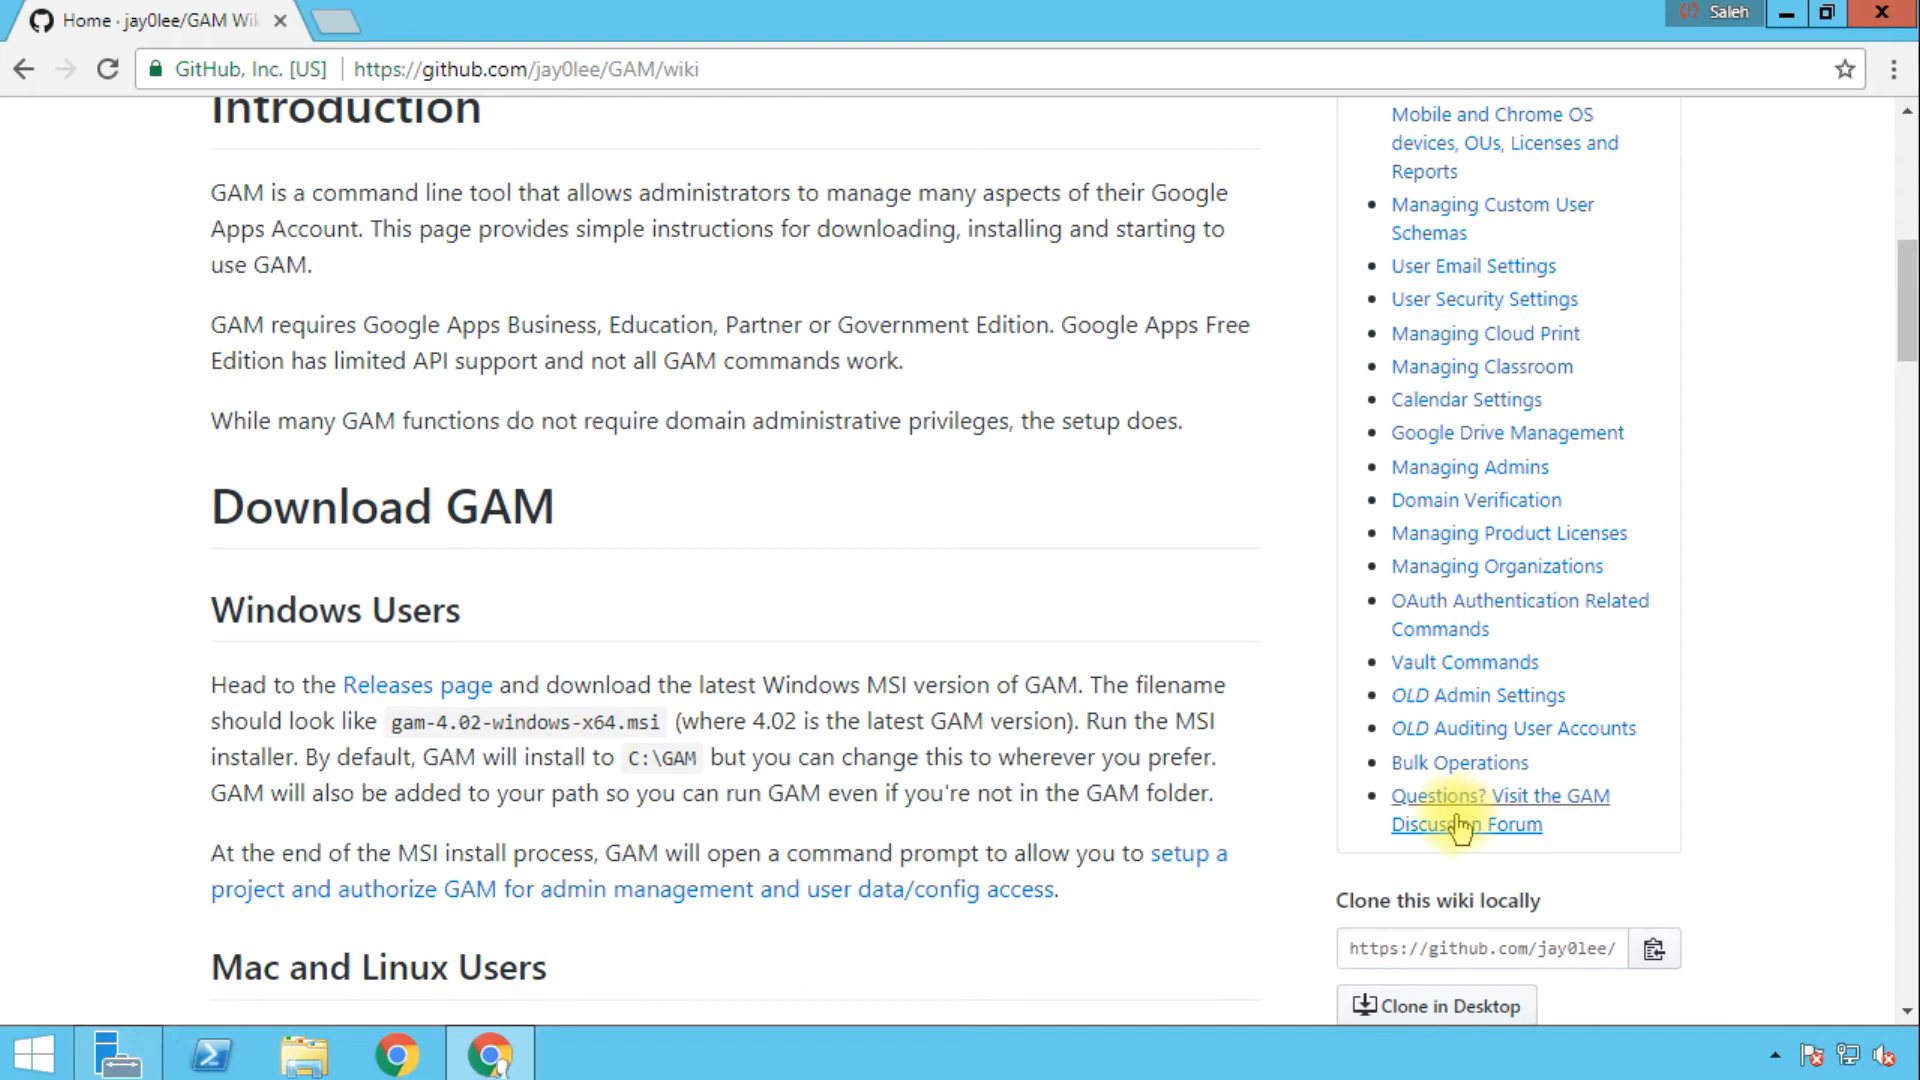 Home · jay0lee/GAM Wi
Saleh
GitHub, Inc. [US]
https://github.com/jay0lee/GAM/wiki
Introduction
GAM is a command line tool that allows administrators to manage many aspects of their Google
Apps Account. This page provides simple instructions for downloading, installing and starting to
use GAM.
GAM requires Google Apps Business, Education, Partner or Government Edition. Google Apps Free
Edition has limited API support and not all GAM commands work.
While many GAM functions do not require domain administrative privileges, the setup does.
Download GAM
Windows Users
Head to the Releases page and download the latest Windows MSI version of GAM. The filename
should look like gam-4.02-windows-x64.msi (where 4.02 is the latest GAM version). Run the MSI
installer. By default, GAM will install to C:\GAM but you can change this to wherever you prefer.
GAM will also be added to your path so you can run GAM even if you're not in the GAM folder.
At the end of the MSI install process, GAM will open a command prompt to allow you to setup a
project and authorize GAM for admin management and user data/config access.
Mac and Linux Users
Mobile and Chrome OS
devices, OUs, Licenses and
Reports
Managing Custom User
Schemas
User Email Settings
User Security Settings
Managing Cloud Print
Managing Classroom
Calendar Settings
Google Drive Management
Managing Admins
Domain Verification
Managing Product Licenses
Managing Organizations
OAuth Authentication Related
Commands
Vault Commands
OLD Admin Settings
OLD Auditing User Accounts
Bulk Operations
Questions? Visit the GAM
Discussion Forum
Clone this wiki locally
https://github.com/jay0lee/
Clone in Desktop